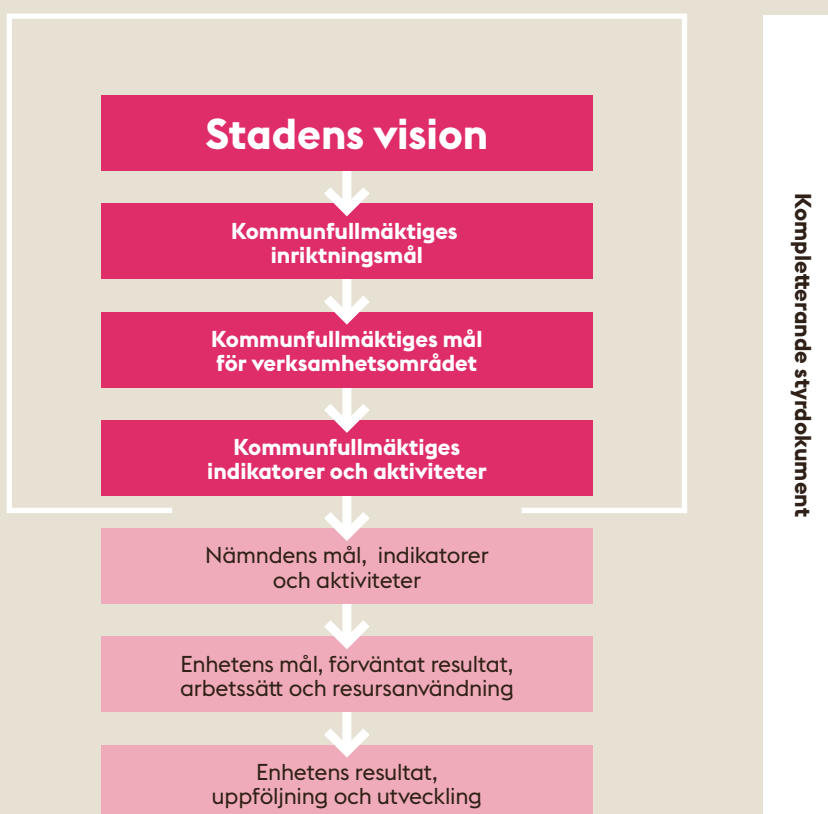 Stadens vision
Kommunfullmäktiges
inriktningsmål
Kommunfullmäktiges mål
för verksamhetsområdet
Kommunfullmäktiges
indikatorer och aktiviteter
Nämndens mål, indikatorer
och aktiviteter
Enhetens mål, förväntat resultat,
arbetssätt och resursanvändning
Enhetens resultat,
uppföljning och utveckling
Kompletterande styrdokument